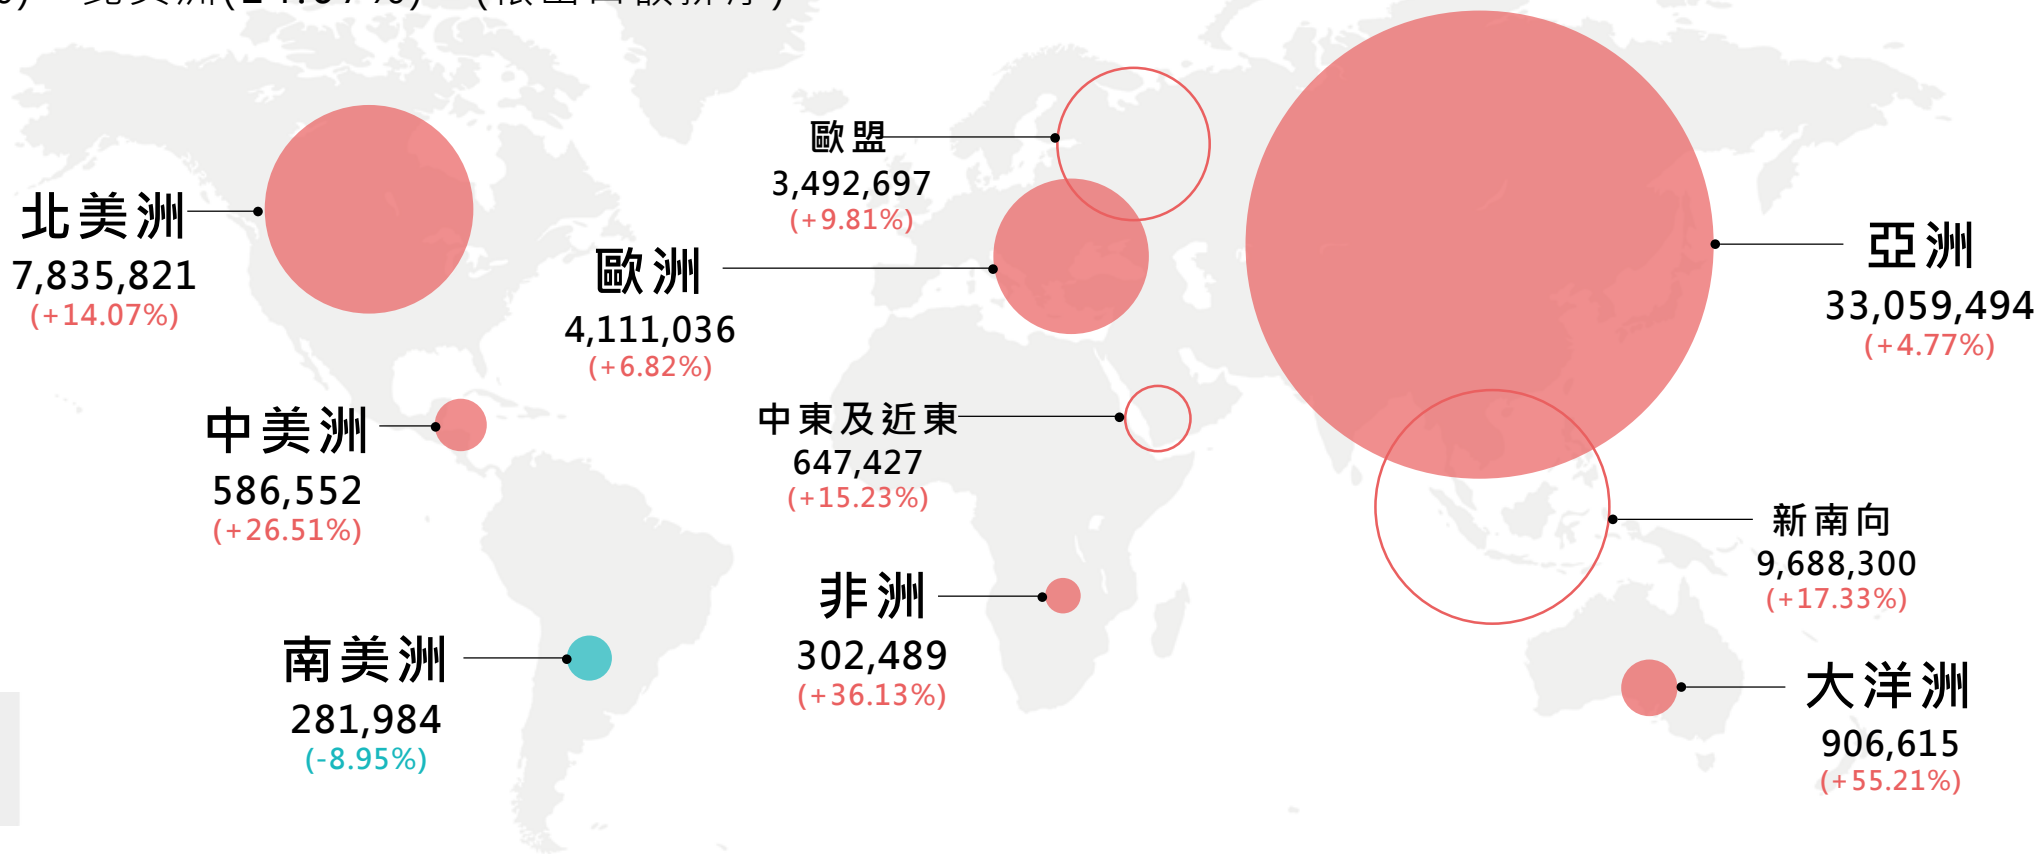 北美洲
7,835,821
(+14.07%)
歐盟
3,492,697
(+9.81%)
歐洲
4,111,036
(+6.82%)
亞洲
33,059,494
(+4.77%)
中美洲
586,552
(+26.51%)
中東及近東
647,427
(+15.23%)
新南向
9,688,300
(+17.33%)
非洲
302,489
(+36.13%)
南美洲
281,984
(-8.95%)
大洋洲
906,615
(+55.21%)